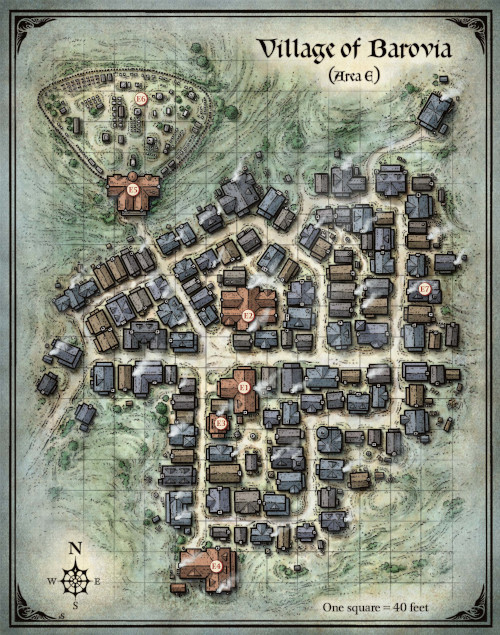 Village of Barovia
(Area E)
E6
E5
E7
E2
E1
E3
E4
N
W E
S
One square = 40 feet